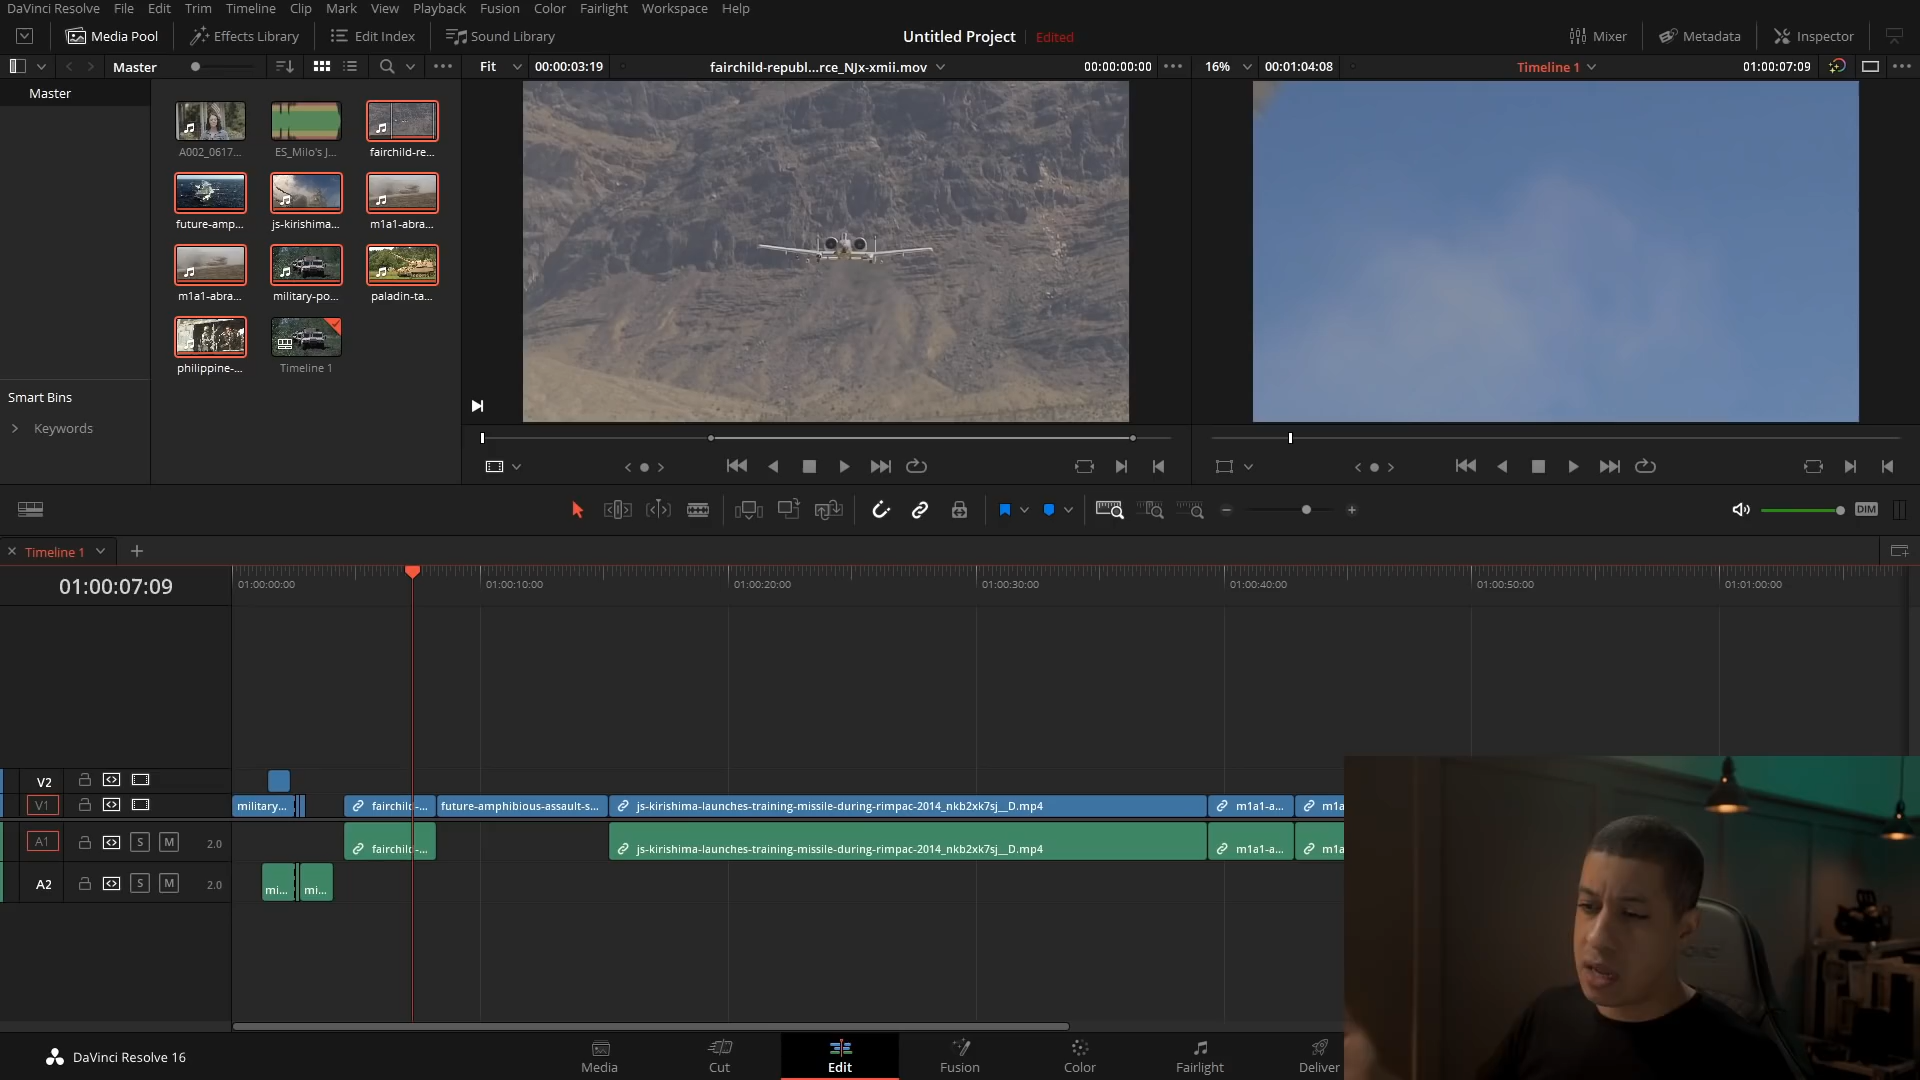 DaVinci Resolve File Edit Trim Timeline Clip Mark View Playback Fusion Color Fairlight Workspace Help
Media Pool Effects Library Edit Index Sound Library Untitled Project Edited Mixer Metadata Inspector
Master Fit 00:00:03:19 fairchild-republ...rce_NJx-xmii.mov 00:00:00:00 16% 00:01:04:08 Timeline 1 01:00:07:09
Master
A002_0617... ES_Milo's J... fairchild-re...
future-amp... js-kirishima... m1a1-abra...
m1a1-abra... military-po... paladin-ta...
philippine-... Timeline 1
Smart Bins
Keywords
DIM
Timeline 1
01:00:07:09 01:00:00:00 01:00:10:00 01:00:20:00 01:00:30:00 01:00:40:00 01:00:50:00 01:01:00:00
V2
V1 military... fairchild-... future-amphibious-assault-s... js-kirishima-launches-training-missile-during-rimpac-2014_nkb2xk7sj__D.mp4 m1a1-a... m1a
A1 S M 2.0 fairchild-... js-kirishima-launches-training-missile-during-rimpac-2014_nkb2xk7sj__D.mp4 m1a1-a... m1a
A2 S M 2.0 mi... mi...
DaVinci Resolve 16 Media Cut Edit Fusion Color Fairlight Deliver